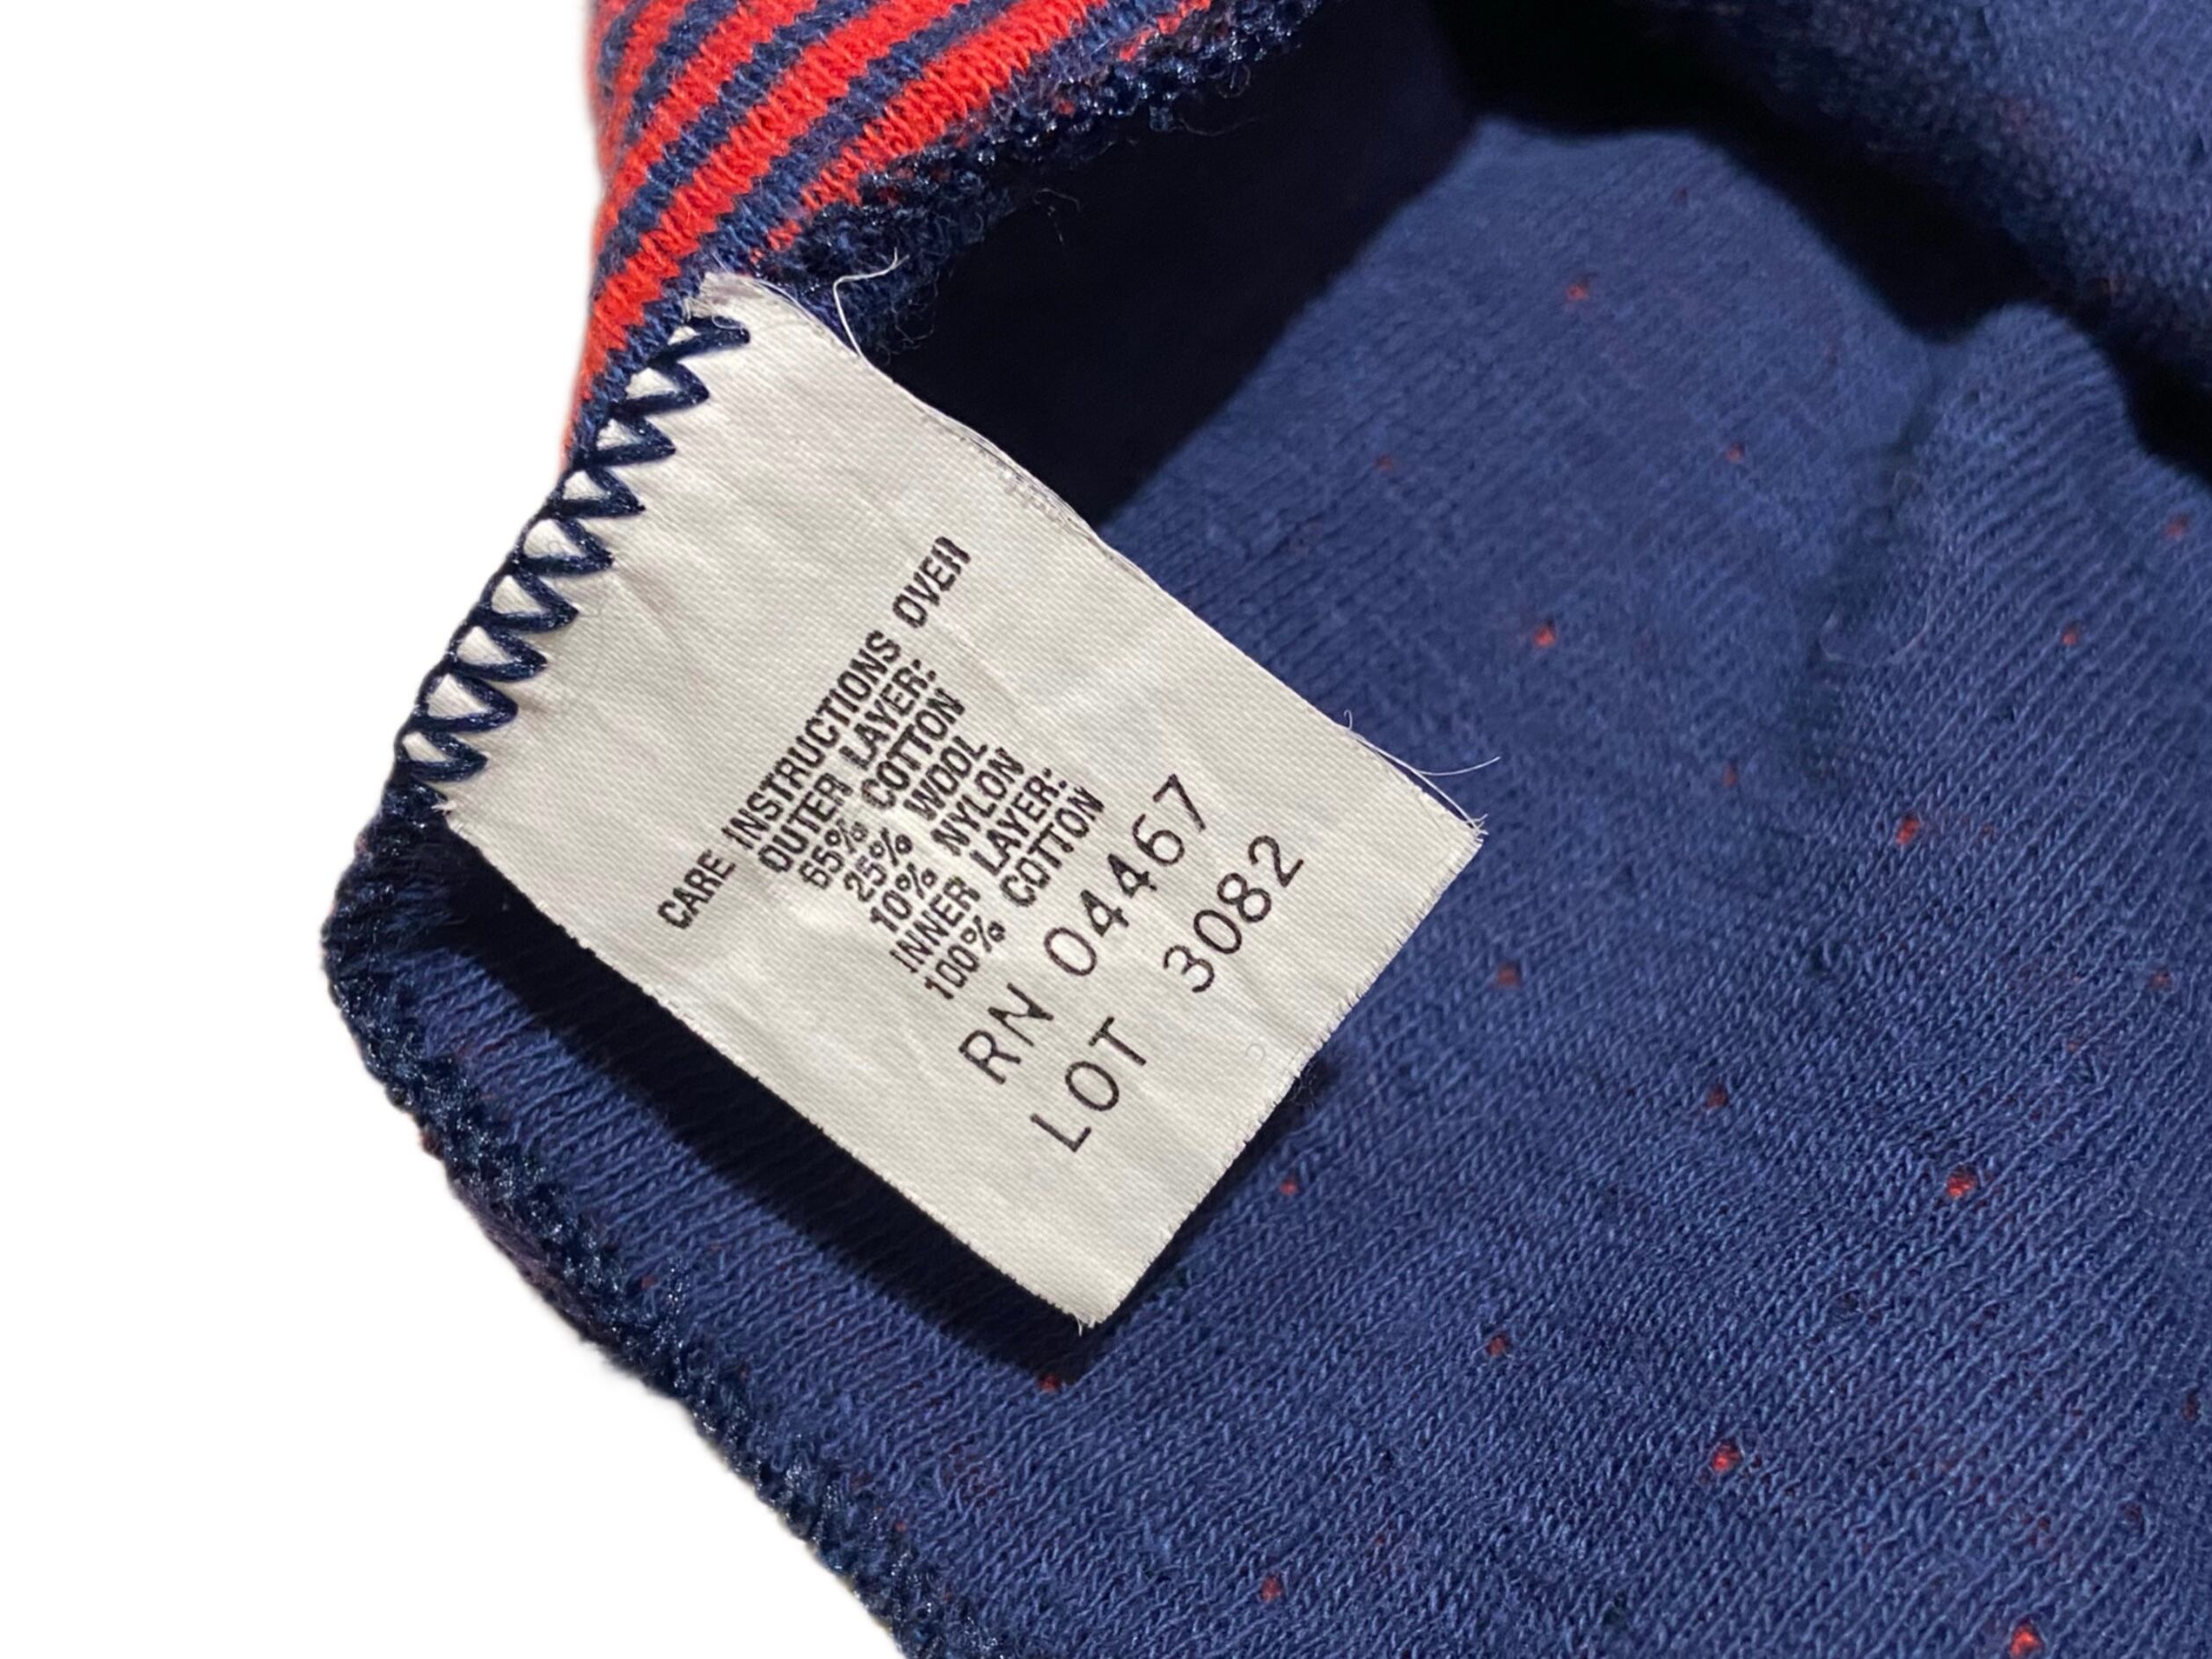 CARE INSTRUCTIONS OVER
OUTER LAYER:
65% COTTON
25% WOOL
10% NYLON
INNER LAYER:
100% COTTON
RN 04467
LOT 3082